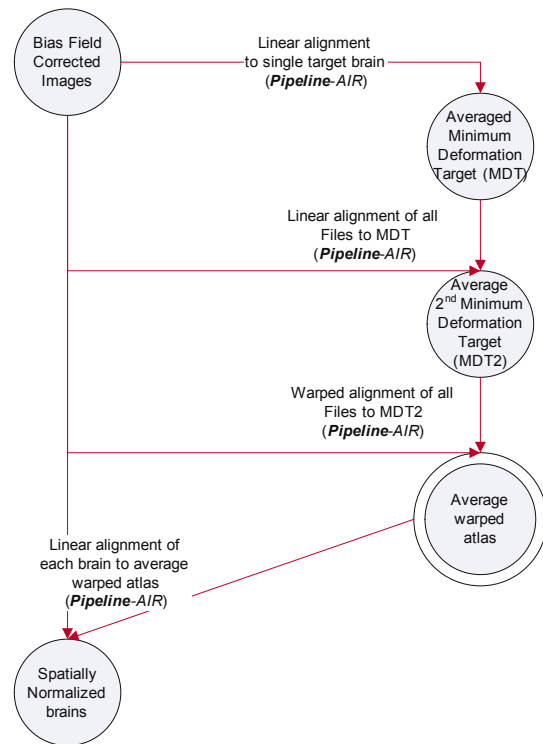 Bias Field
Corrected
Images
Linear alignment
to single target brain
(Pipeline-AIR)
Averaged
Minimum
Deformation
Target (MDT)
Linear alignment of all
Files to MDT
(Pipeline-AIR)
Average
2nd Minimum
Deformation
Target
(MDT2)
Warped alignment of all
Files to MDT2
(Pipeline-AIR)
Average
warped
atlas
Linear alignment of
each brain to average
warped atlas
(Pipeline-AIR)
Spatially
Normalized
brains